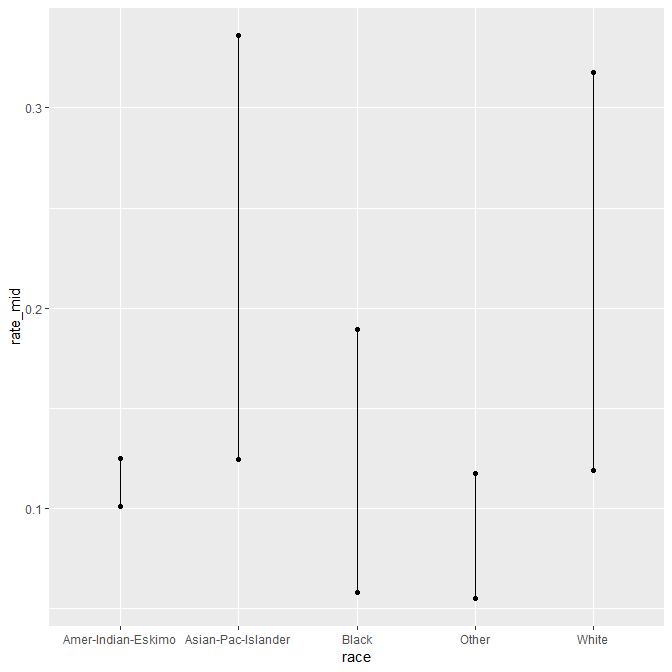 rate_mid
0.3
0.2
0.1
Amer-Indian-Eskimo Asian-Pac-Islander Black Other White
race